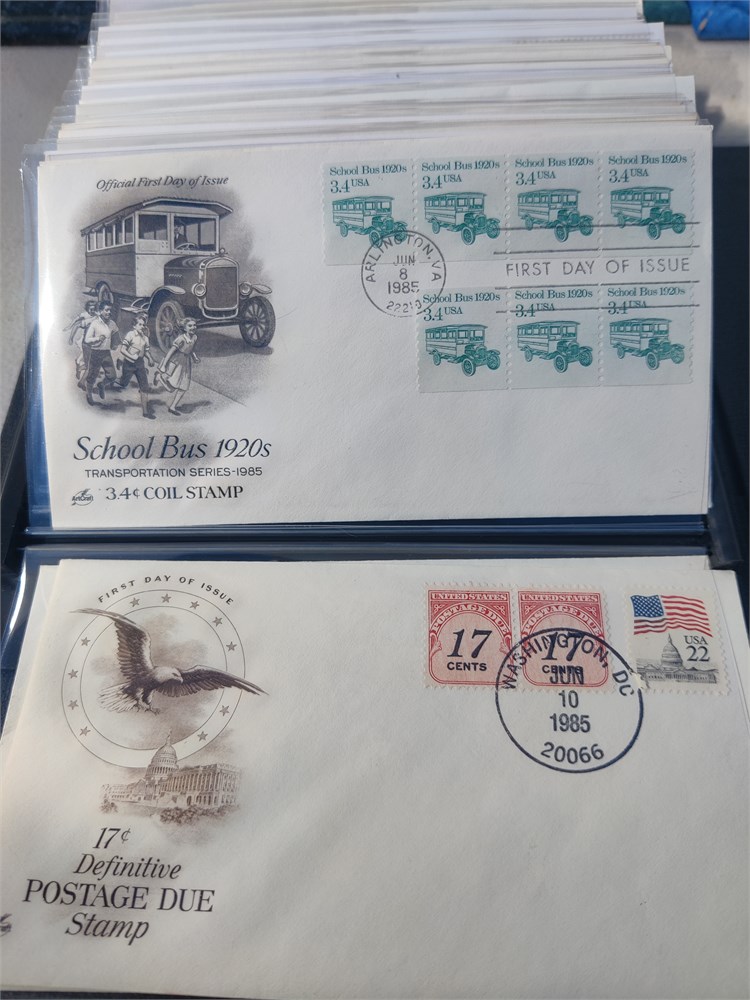 Official First Day of Issue
School Bus 1920s
3.4 USA
School Bus 1920s
3.4 USA
School Bus 1920s
3.4 USA
School Bus 1920s
3.4 USA
ARLINGTON, VA
JUN
8
1985
22210
FIRST DAY OF ISSUE
School Bus 1920s
3.4 USA
School Bus 1920s
3.4 USA
School Bus 1920s
3.4 USA
School Bus 1920s
TRANSPORTATION SERIES-1985
ArtCraft 3.4¢ COIL STAMP
FIRST DAY OF ISSUE
UNITED STATES
POSTAGE DUE
17
CENTS
UNITED STATES
POSTAGE DUE
17
CENTS
USA
22
WASHINGTON, DC
JUN
10
1985
20066
17¢
Definitive
POSTAGE DUE
Stamp